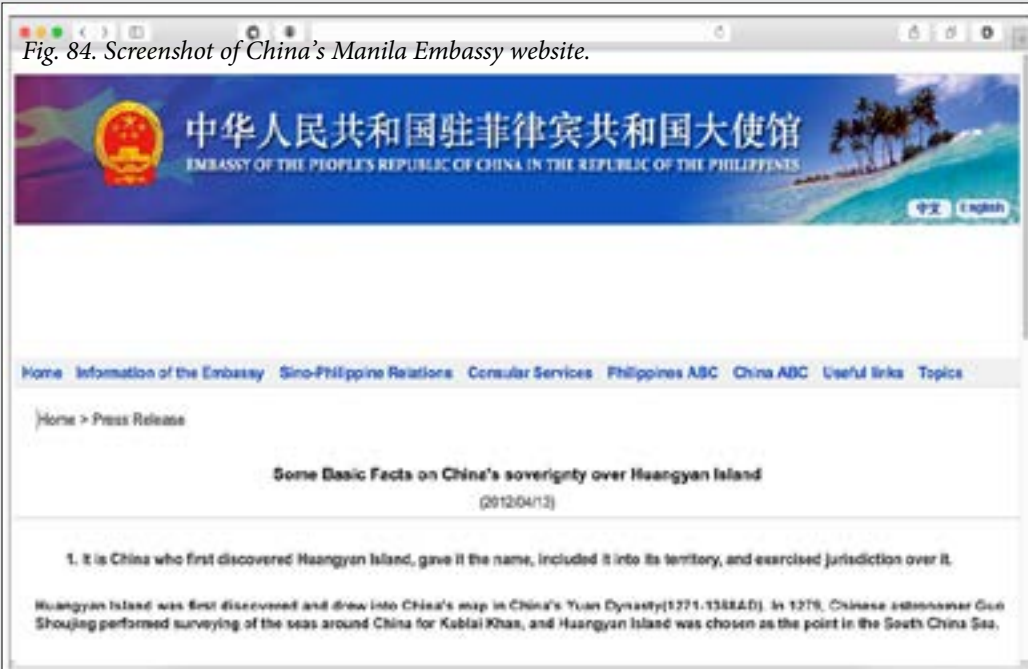 Fig. 84. Screenshot of China's Manila Embassy website.
中华人民共和国驻菲律宾共和国大使馆
EMBASSY OF THE PEOPLE'S REPUBLIC OF CHINA IN THE REPUBLIC OF THE PHILIPPINES
中文 English
Home Information of the Embassy Sino-Philippine Relations Consular Services Philippines ABC China ABC Useful links Topics
Home > Press Release
Some Basic Facts on China's soverignty over Huangyan Island
(2012/04/13)
1. It is China who first discovered Huangyan Island, gave it the name, included it into its territory, and exercised jurisdiction over it.
Huangyan Island was first discovered and drew into China's map in China's Yuan Dynasty(1271-1368AD). In 1279, Chinese astronomer Guo
Shoujing performed surveying of the seas around China for Kublai Khan, and Huangyan Island was chosen as the point in the South China Sea.